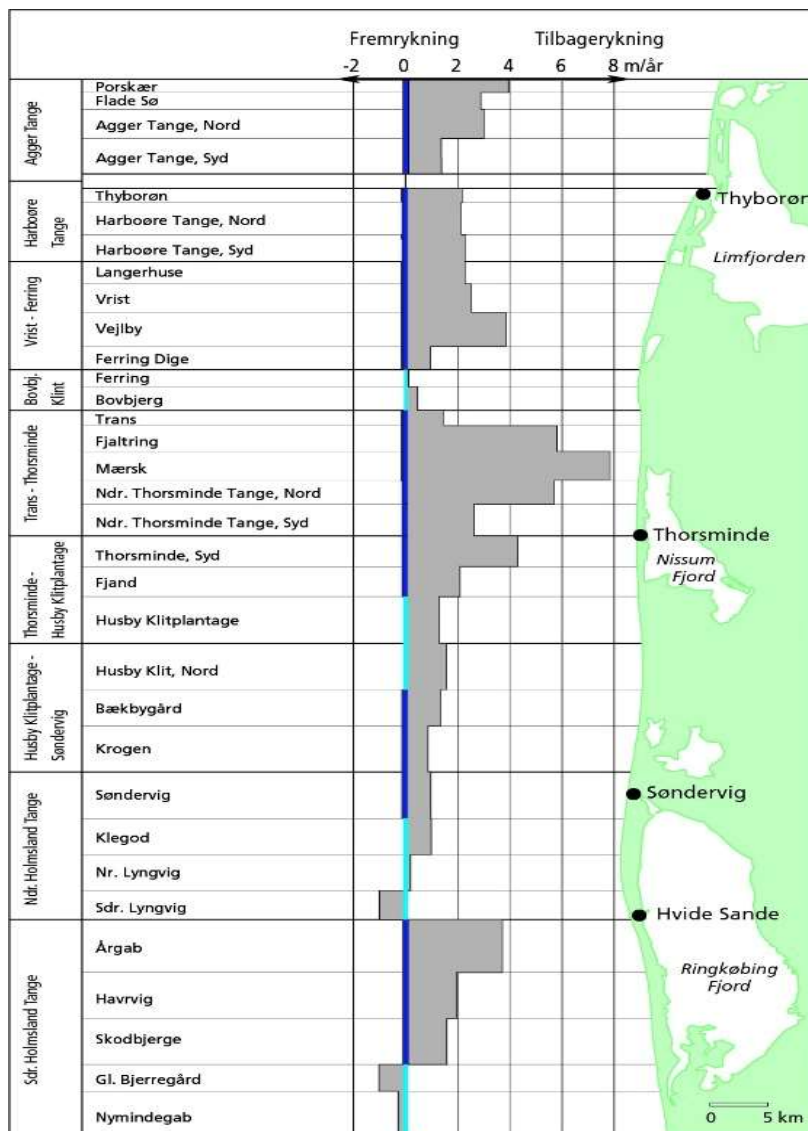 Fremrykning Tilbagerykning
-2 0 2 4 6 8 m/år
Agger Tange
Porskær
Flade Sø
Agger Tange, Nord
Agger Tange, Syd
Harboøre
Tange
Thyborøn
Harboøre Tange, Nord
Harboøre Tange, Syd
Vrist - Ferring
Langerhuse
Vrist
Vejlby
Ferring Dige
Bovbj.
Klint
Ferring
Bovbjerg
Trans - Thorsminde
Trans
Fjaltring
Mærsk
Ndr. Thorsminde Tange, Nord
Ndr. Thorsminde Tange, Syd
Thorsminde -
Husby Klitplantage
Thorsminde, Syd
Fjand
Husby Klitplantage
Husby Klitplantage -
Søndervig
Husby Klit, Nord
Bækbygård
Krogen
Ndr. Holmsland Tange
Søndervig
Klegod
Nr. Lyngvig
Sdr. Lyngvig
Sdr. Holmsland Tange
Årgab
Havrvig
Skodbjerge
Gl. Bjerregård
Nymindegab
Thyborøn
Limfjorden
Thorsminde
Nissum
Fjord
Søndervig
Hvide Sande
Ringkøbing
Fjord
0 5 km